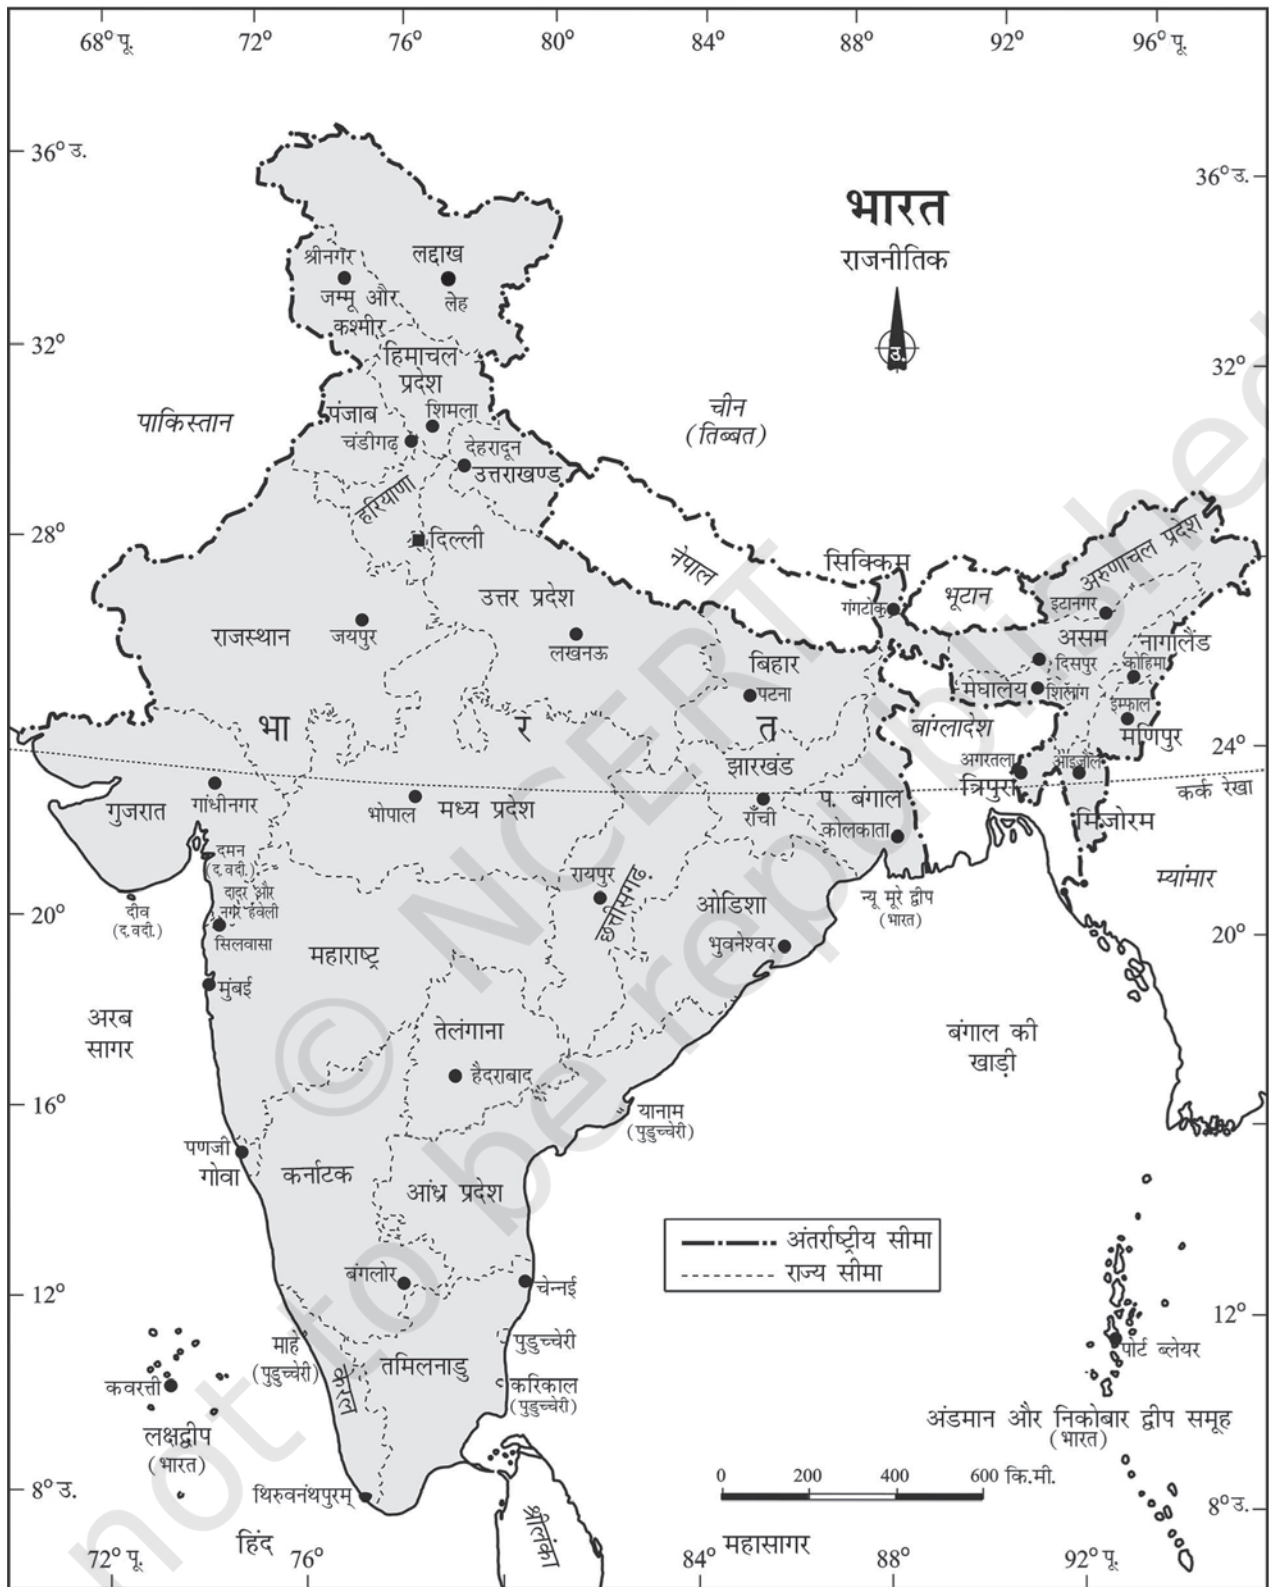 68° पू.
72°
76°
80°
84°
88°
92°
96° पू.
36° उ.
36° उ.
भारत
राजनीतिक
उ.
श्रीनगर
लद्दाख
जम्मू और
कश्मीर
लेह
32°
32°
हिमाचल
प्रदेश
पाकिस्तान
पंजाब
शिमला
चंडीगढ़
देहरादून
उत्तराखण्ड
चीन
(तिब्बत)
हरियाणा
28°
दिल्ली
नेपाल
सिक्किम
अरुणाचल प्रदेश
उत्तर प्रदेश
गंगटोक
भूटान
इटानगर
राजस्थान
जयपुर
लखनऊ
बिहार
असम
नागालैंड
दिसपुर
कोहिमा
पटना
मेघालय
शिलांग
इम्फाल
भा
र
त
बांग्लादेश
मणिपुर
24°
झारखंड
अगरतला
आइजोल
त्रिपुरा
कर्क रेखा
गुजरात
गांधीनगर
भोपाल
मध्य प्रदेश
राँची
प. बंगाल
कोलकाता
मिजोरम
दमन
(द.वदी.)
रायपुर
छत्तीसगढ़
म्यांमार
20°
दीव
(द.वदी.)
दादर और
नगर हवेली
सिलवासा
ओडिशा
न्यू मूरे द्वीप
(भारत)
भुवनेश्वर
20°
महाराष्ट्र
मुंबई
अरब
सागर
तेलंगाना
बंगाल की
खाड़ी
हैदराबाद
16°
यानाम
(पुडुच्चेरी)
पणजी
गोवा
कर्नाटक
आंध्र प्रदेश
अंतर्राष्ट्रीय सीमा
राज्य सीमा
बंगलोर
चेन्नई
12°
12°
माहे
(पुडुच्चेरी)
पुडुच्चेरी
पोर्ट ब्लेयर
तमिलनाडु
केरल
कवरत्ती
करिकाल
(पुडुच्चेरी)
लक्षद्वीप
(भारत)
अंडमान और निकोबार द्वीप समूह
(भारत)
0 200 400 600 कि.मी.
8° उ.
थिरुवनंथपुरम्
8° उ.
श्रीलंका
हिंद
महासागर
72° पू.
76°
84°
88°
92° पू.
© NCERT
not to be republished